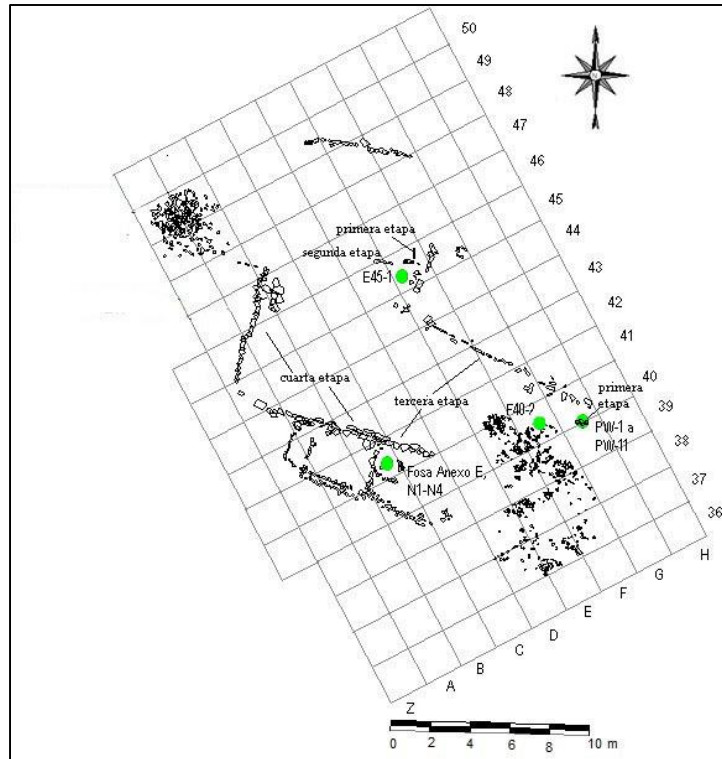 50
49
48
47
46
45
44
43
42
41
40
39
38
37
36
primera etapa
segunda etapa
E45-1
cuarta etapa
tercera etapa
primera
etapa
E40-2
PW-1 a
PW-11
Fosa Anexo E,
N1-N4
H
G
F
E
D
C
B
A
Z
0 2 4 6 8 10 m